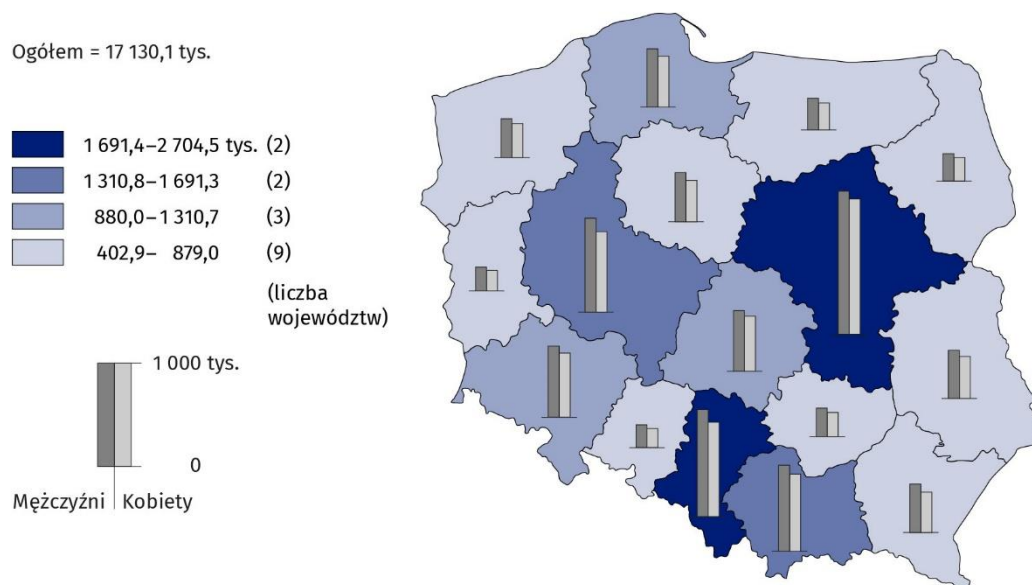 Ogółem = 17 130,1 tys.
1 691,4–2 704,5 tys. (2)
1 310,8–1 691,3 (2)
880,0–1 310,7 (3)
402,9– 879,0 (9)
(liczba
województw)
1 000 tys.
0
Mężczyźni Kobiety